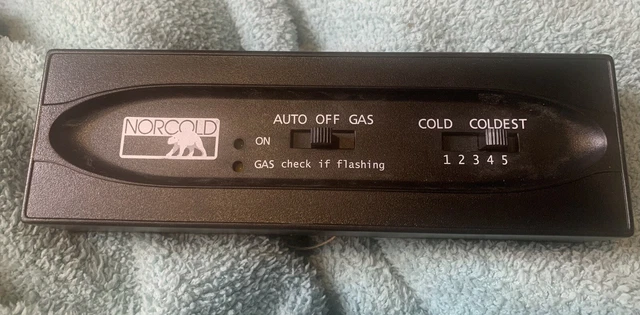 NORCOLD
AUTO OFF GAS
ON
GAS check if flashing
COLD COLDEST
1 2 3 4 5